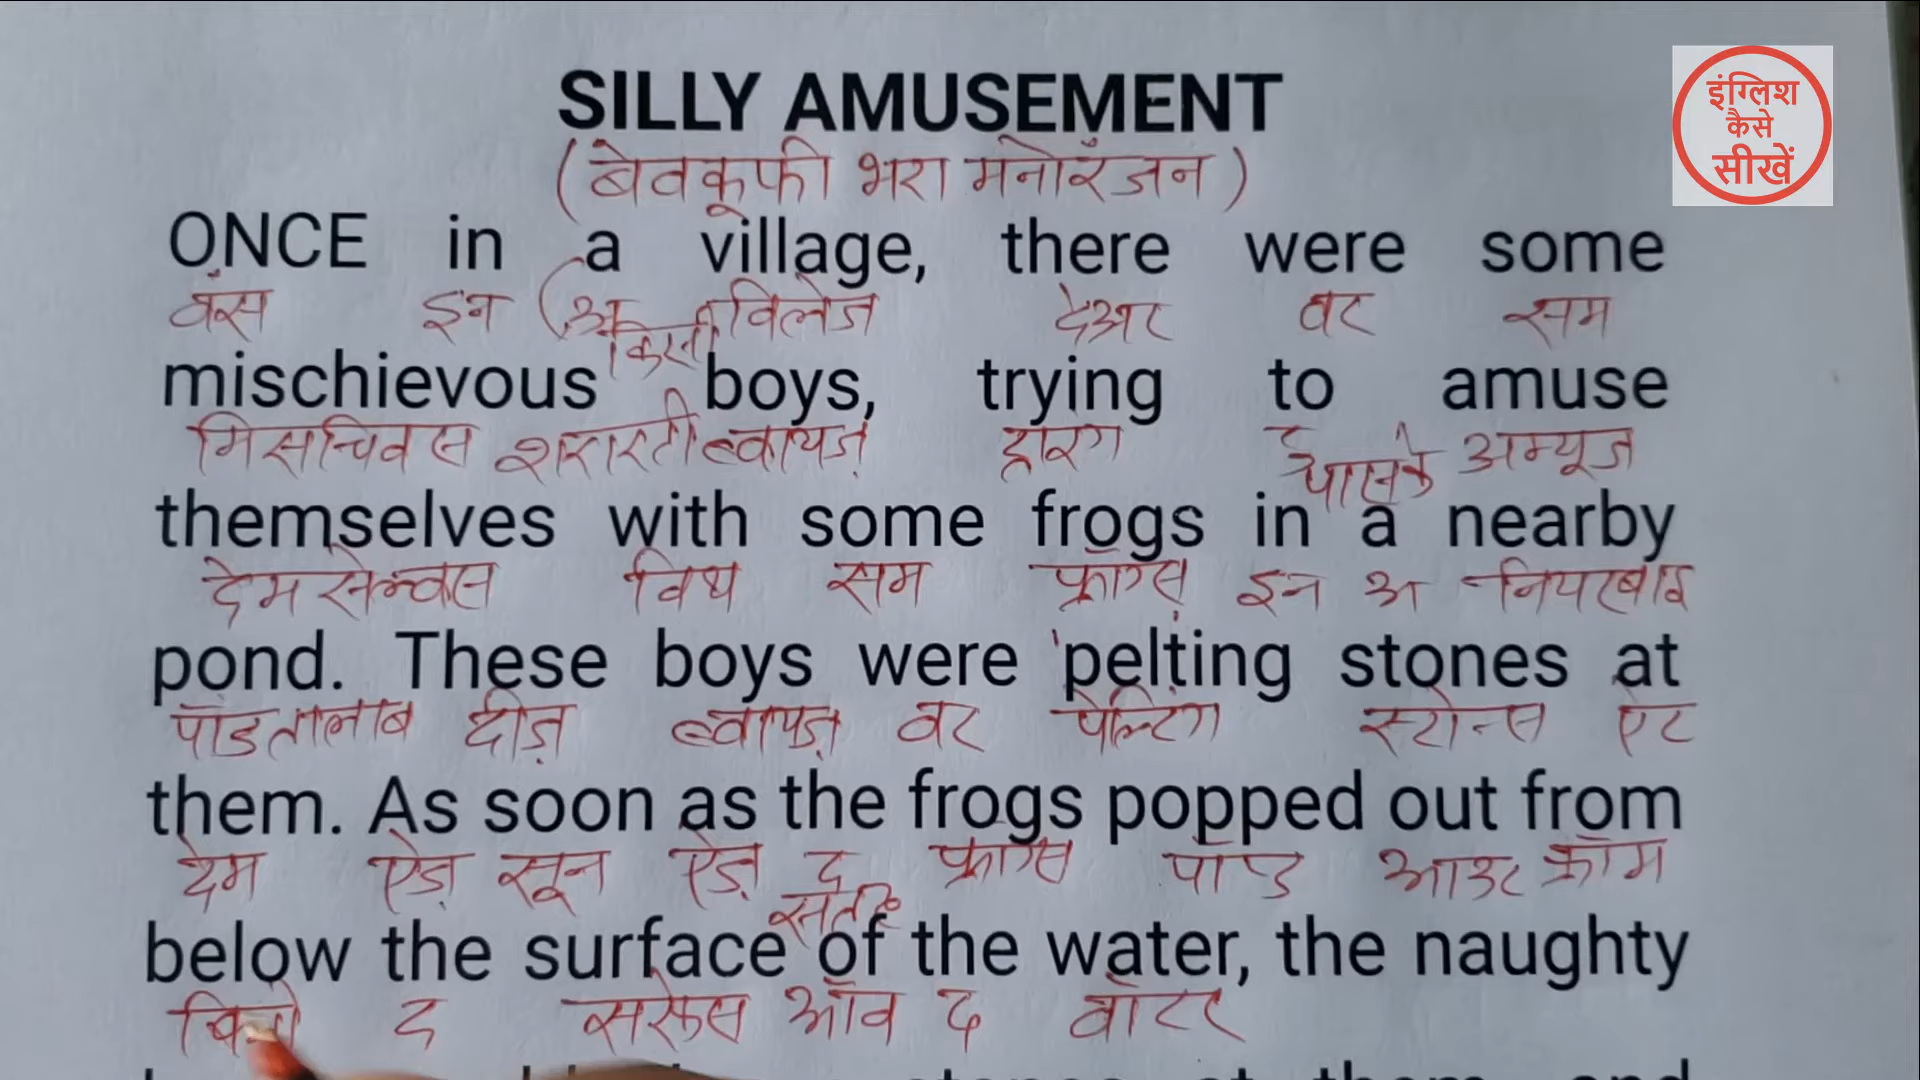 SILLY AMUSEMENT
इंग्लिश
कैसे
सीखें
(बेवकूफी भरा मनोरंजन)
ONCE in a village, there were some
वंस इन (अ विलेज देअर वर सम
किसी
mischievous boys, trying to amuse
मिसचिवस शरारती ब्वायज़ ट्राइंग टू अम्यूज
पास के
themselves with some frogs in a nearby
देमसेल्वस विथ सम फ्रॉग्स इन अ नियरबाइ
pond. These boys were 'pelting stones at
पांड तालाब दीज़ ब्वायज़ वर पेल्टिंग स्टोन्स ऐट
them. As soon as the frogs popped out from
देम ऐज़ सून ऐज़ द फ्राग्स पॉप्ड आउट फ्रॉम
सतह
below the surface of the water, the naughty
द सरफेस ऑव द वॉटर